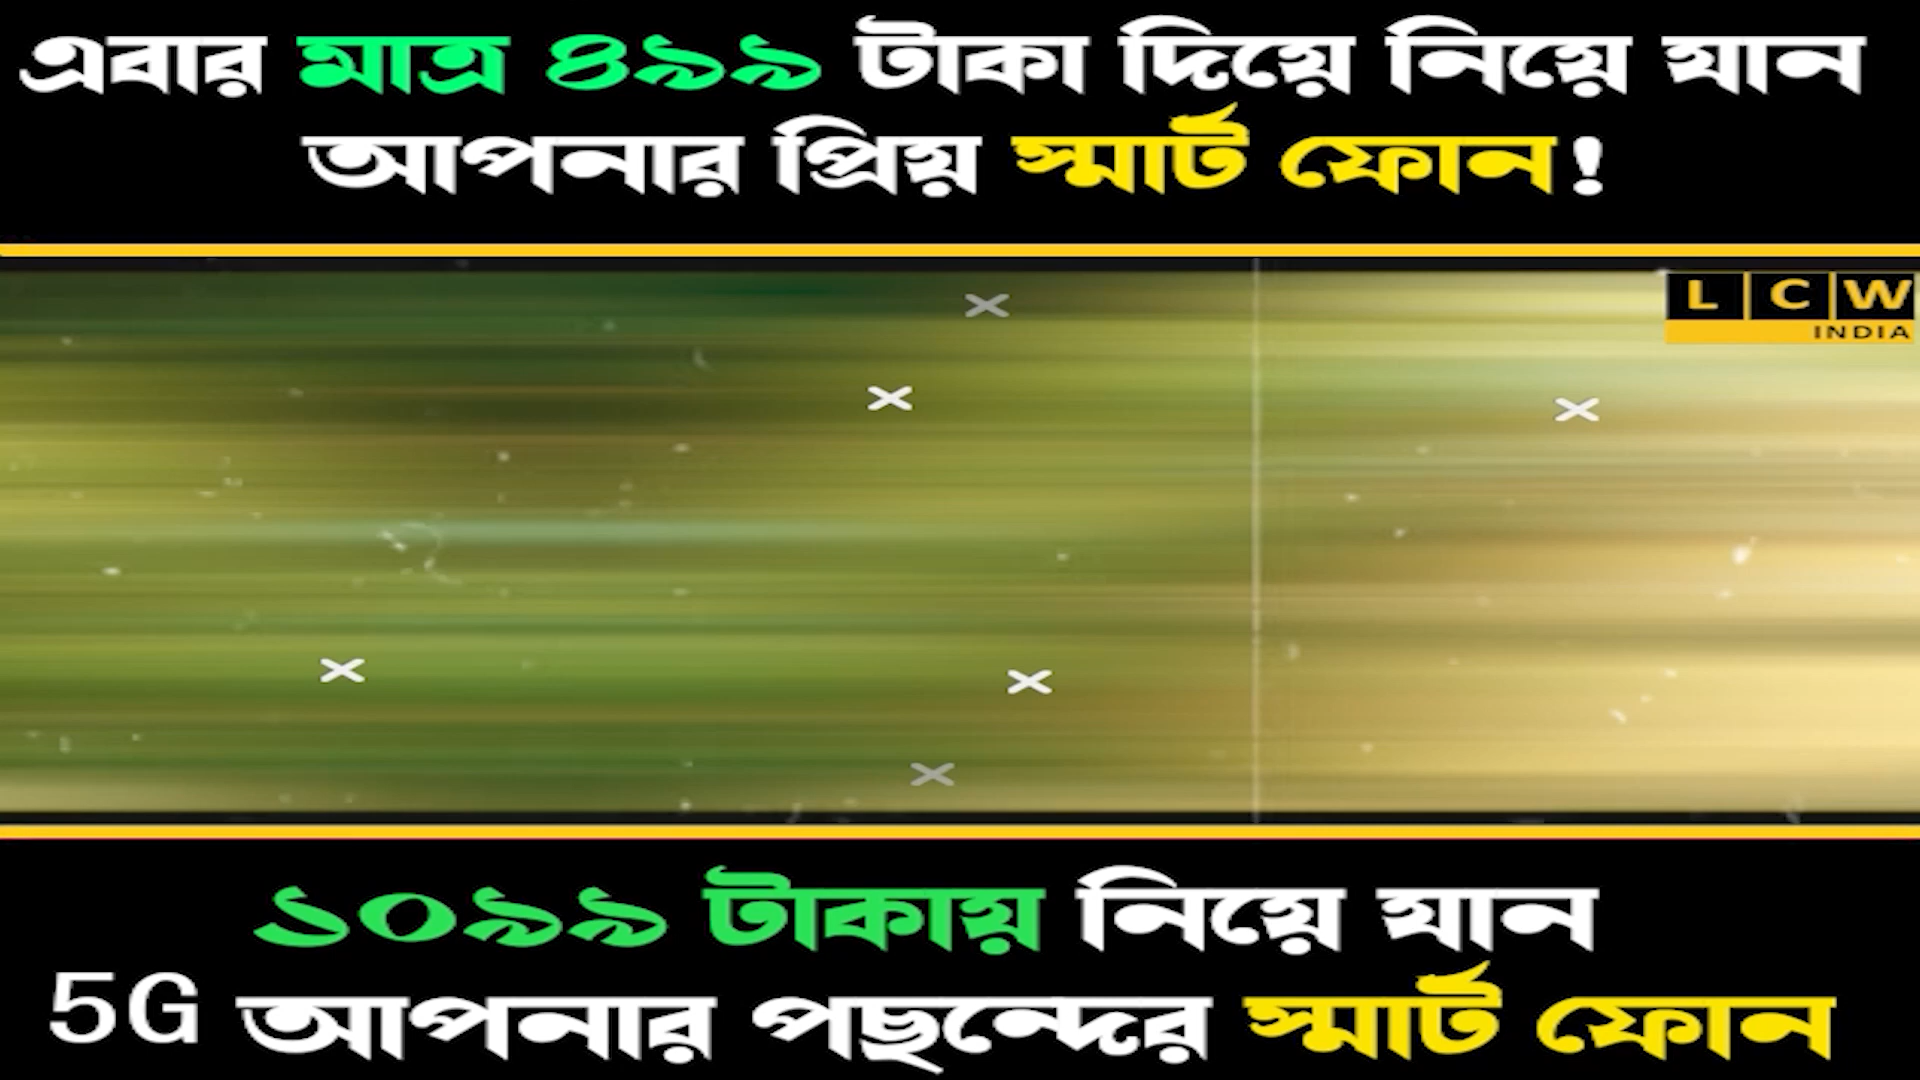 এবার মাত্র ৪৯৯ টাকা দিয়ে নিয়ে যান
আপনার প্রিয় স্মার্ট ফোন!
L C W
INDIA
১০৯৯ টাকায় নিয়ে যান
5G আপনার পছন্দের স্মার্ট ফোন